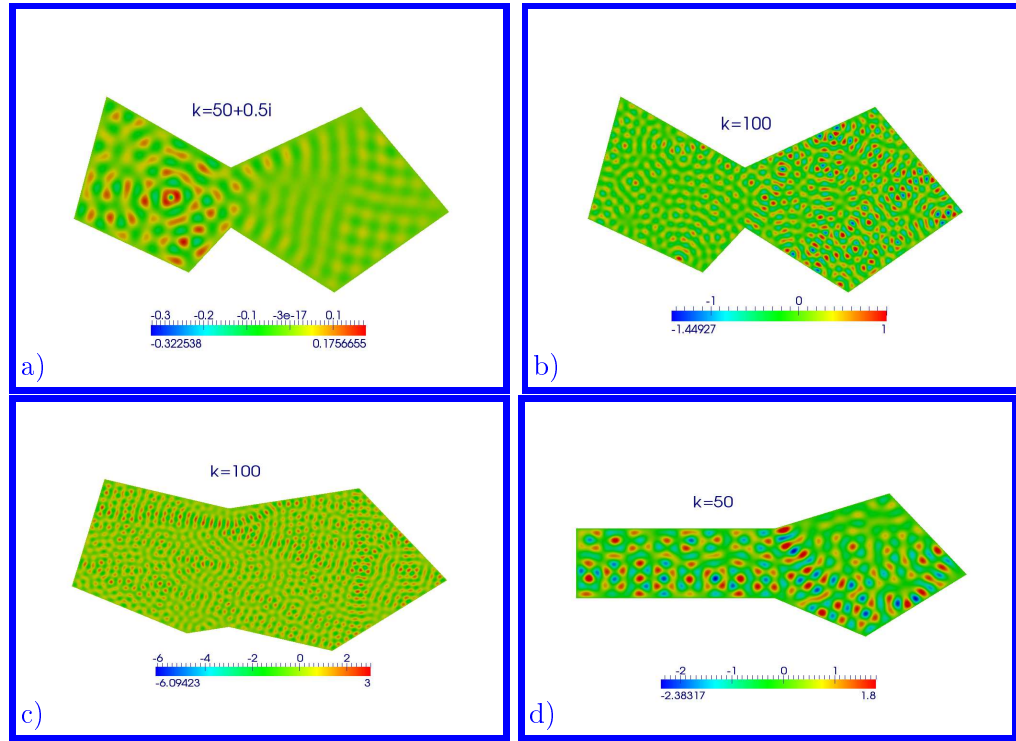 k=50+0.5i
-0.3 -0.2 -0.1 -3e-17 0.1
-0.322538 0.1756655
a)
k=100
-1 0
-1.44927 1
b)
k=100
-6 -4 -2 0 2
-6.09423 3
c)
k=50
-2 -1 0 1
-2.38317 1.8
d)